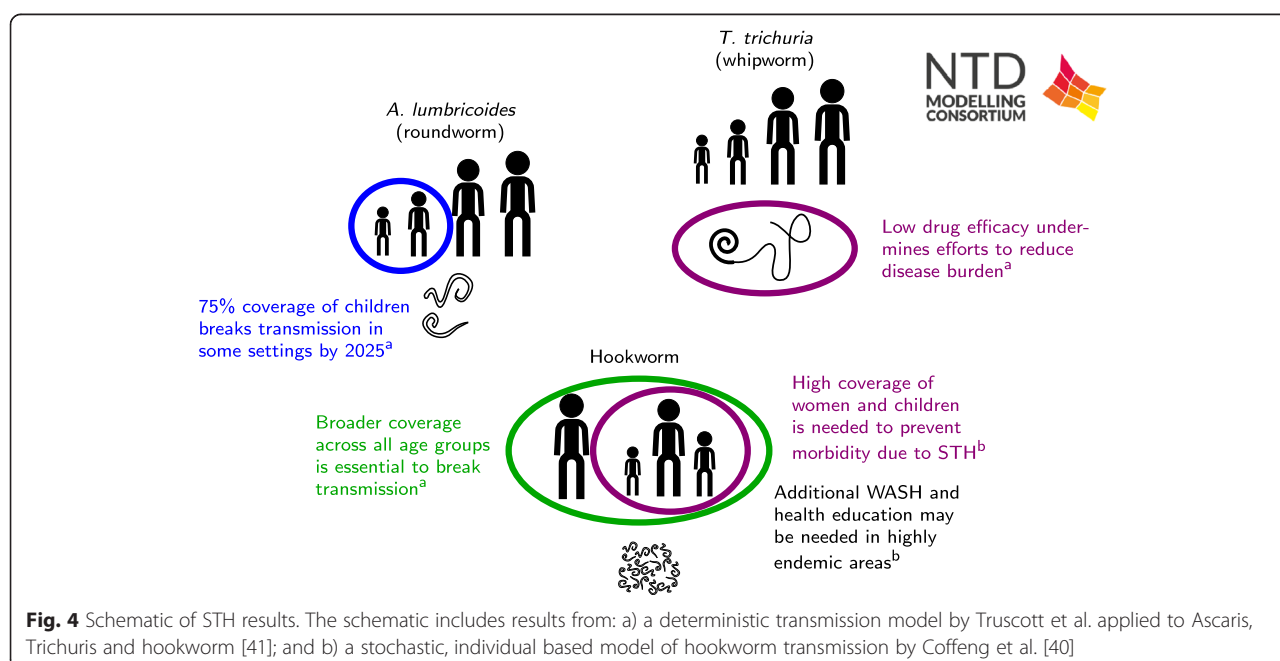 T. trichuria
(whipworm)
NTD
MODELLING
CONSORTIUM
A. lumbricoides
(roundworm)
Low drug efficacy under-
mines efforts to reduce
disease burdenᵃ
75% coverage of children
breaks transmission in
some settings by 2025ᵃ
Hookworm
High coverage of
women and children
is needed to prevent
morbidity due to STHᵇ
Broader coverage
across all age groups
is essential to break
transmissionᵃ
Additional WASH and
health education may
be needed in highly
endemic areasᵇ
Fig. 4 Schematic of STH results. The schematic includes results from: a) a deterministic transmission model by Truscott et al. applied to Ascaris,
Trichuris and hookworm [41]; and b) a stochastic, individual based model of hookworm transmission by Coffeng et al. [40]